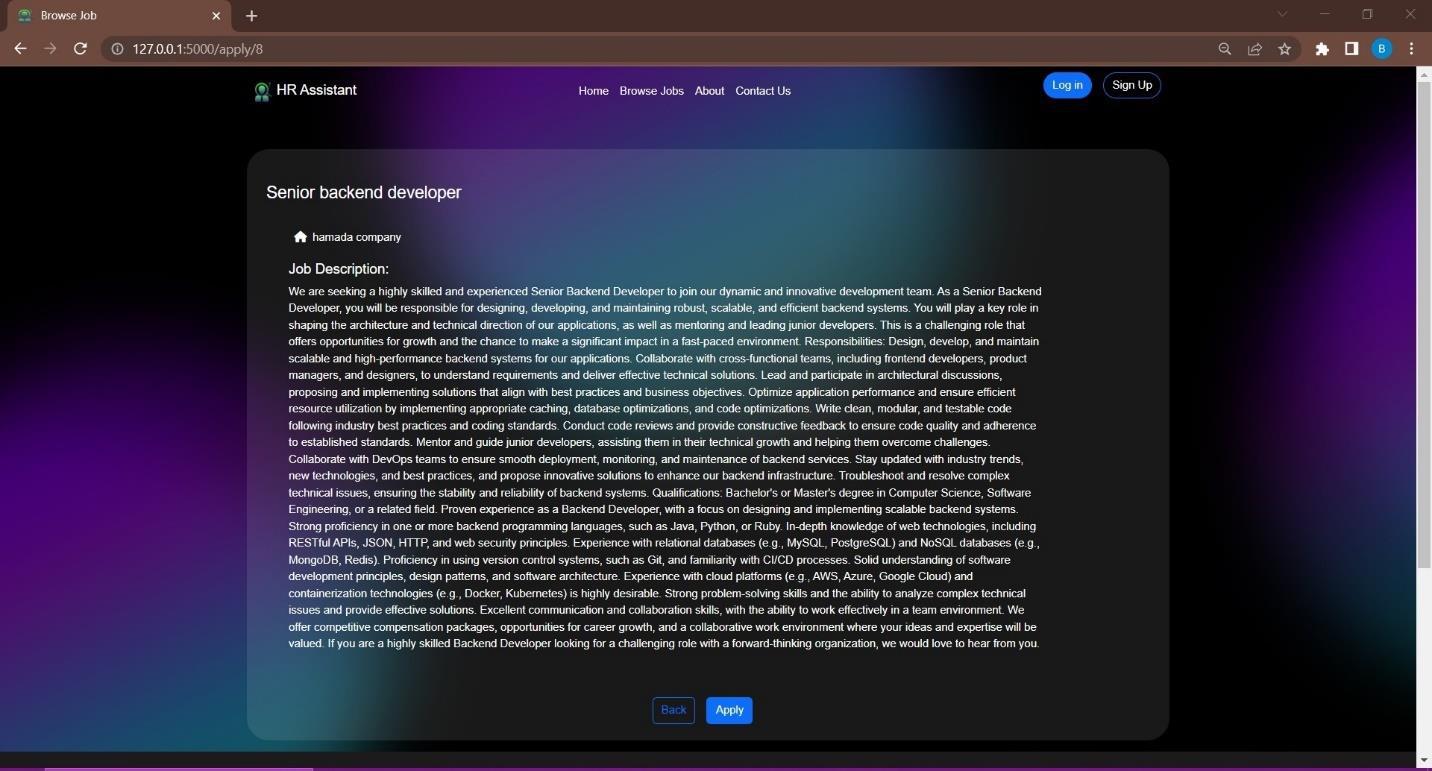 Browse Job
127.0.0.1:5000/apply/8
B
HR Assistant
Home Browse Jobs About Contact Us
Log in Sign Up
Senior backend developer
hamada company
Job Description:
We are seeking a highly skilled and experienced Senior Backend Developer to join our dynamic and innovative development team. As a Senior Backend
Developer, you will be responsible for designing, developing, and maintaining robust, scalable, and efficient backend systems. You will play a key role in
shaping the architecture and technical direction of our applications, as well as mentoring and leading junior developers. This is a challenging role that
offers opportunities for growth and the chance to make a significant impact in a fast-paced environment. Responsibilities: Design, develop, and maintain
scalable and high-performance backend systems for our applications. Collaborate with cross-functional teams, including frontend developers, product
managers, and designers, to understand requirements and deliver effective technical solutions. Lead and participate in architectural discussions,
proposing and implementing solutions that align with best practices and business objectives. Optimize application performance and ensure efficient
resource utilization by implementing appropriate caching, database optimizations, and code optimizations. Write clean, modular, and testable code
following industry best practices and coding standards. Conduct code reviews and provide constructive feedback to ensure code quality and adherence
to established standards. Mentor and guide junior developers, assisting them in their technical growth and helping them overcome challenges.
Collaborate with DevOps teams to ensure smooth deployment, monitoring, and maintenance of backend services. Stay updated with industry trends,
new technologies, and best practices, and propose innovative solutions to enhance our backend infrastructure. Troubleshoot and resolve complex
technical issues, ensuring the stability and reliability of backend systems. Qualifications: Bachelor's or Master's degree in Computer Science, Software
Engineering, or a related field. Proven experience as a Backend Developer, with a focus on designing and implementing scalable backend systems.
Strong proficiency in one or more backend programming languages, such as Java, Python, or Ruby. In-depth knowledge of web technologies, including
RESTful APIs, JSON, HTTP, and web security principles. Experience with relational databases (e.g., MySQL, PostgreSQL) and NoSQL databases (e.g.,
MongoDB, Redis). Proficiency in using version control systems, such as Git, and familiarity with CI/CD processes. Solid understanding of software
development principles, design patterns, and software architecture. Experience with cloud platforms (e.g., AWS, Azure, Google Cloud) and
containerization technologies (e.g., Docker, Kubernetes) is highly desirable. Strong problem-solving skills and the ability to analyze complex technical
issues and provide effective solutions. Excellent communication and collaboration skills, with the ability to work effectively in a team environment. We
offer competitive compensation packages, opportunities for career growth, and a collaborative work environment where your ideas and expertise will be
valued. If you are a highly skilled Backend Developer looking for a challenging role with a forward-thinking organization, we would love to hear from you.
Back Apply